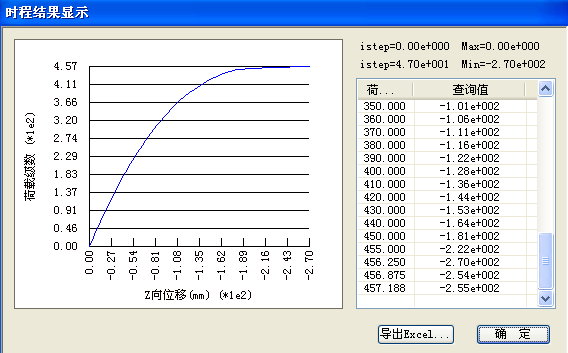 时程结果显示
istep=0.00e+000 Max=0.00e+000
istep=4.70e+001 Min=-2.70e+002
荷载级数 (*1e2)
4.57
4.11
3.66
3.20
2.74
2.29
1.83
1.37
0.91
0.46
0.00
0.00 -0.27 -0.54 -0.81 -1.08 -1.35 -1.62 -1.89 -2.16 -2.43 -2.70
Z向位移(mm) (*1e2)
荷... 查询值
350.000 -1.01e+002
360.000 -1.06e+002
370.000 -1.11e+002
380.000 -1.16e+002
390.000 -1.22e+002
400.000 -1.28e+002
410.000 -1.36e+002
420.000 -1.44e+002
430.000 -1.53e+002
440.000 -1.64e+002
450.000 -1.81e+002
455.000 -2.22e+002
456.250 -2.70e+002
456.875 -2.54e+002
457.188 -2.55e+002
导出Excel... 确 定